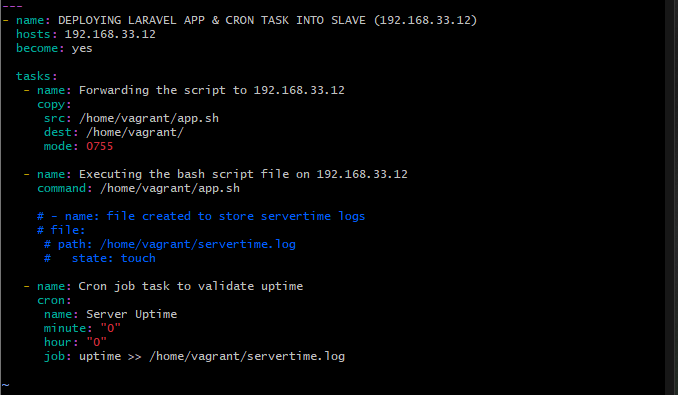 ---
- name: DEPLOYING LARAVEL APP & CRON TASK INTO SLAVE (192.168.33.12)
  hosts: 192.168.33.12
  become: yes

  tasks:
   - name: Forwarding the script to 192.168.33.12
     copy:
      src: /home/vagrant/app.sh
      dest: /home/vagrant/
      mode: 0755

   - name: Executing the bash script file on 192.168.33.12
     command: /home/vagrant/app.sh

     # - name: file created to store servertime logs
     # file:
      # path: /home/vagrant/servertime.log
      #   state: touch

   - name: Cron job task to validate uptime
     cron:
      name: Server Uptime
      minute: "0"
      hour: "0"
      job: uptime >> /home/vagrant/servertime.log

~